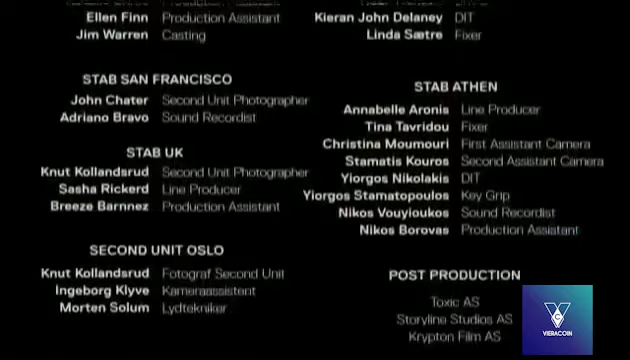 Ellen Finn Production Assistant
Jim Warren Casting
STAB SAN FRANCISCO
John Chater Second Unit Photographer
Adriano Bravo Sound Recordist
STAB UK
Knut Kollandsrud Second Unit Photographer
Sasha Rickerd Line Producer
Breeze Barnnez Production Assistant
SECOND UNIT OSLO
Knut Kollandsrud Fotograf Second Unit
Ingeborg Klyve Kameraassistent
Morten Solum Lydtekniker
Kieran John Delaney DIT
Linda Sætre Fixer
STAB ATHEN
Annabelle Aronis Line Producer
Tina Tavridou Fixer
Christina Moumouri First Assistant Camera
Stamatis Kouros Second Assistant Camera
Yiorgos Nikolakis DIT
Yiorgos Stamatopoulos Key Grip
Nikos Vouyioukos Sound Recordist
Nikos Borovas Production Assistant
POST PRODUCTION
Toxic AS
Storyline Studios AS
Krypton Film AS
VIERACOIN